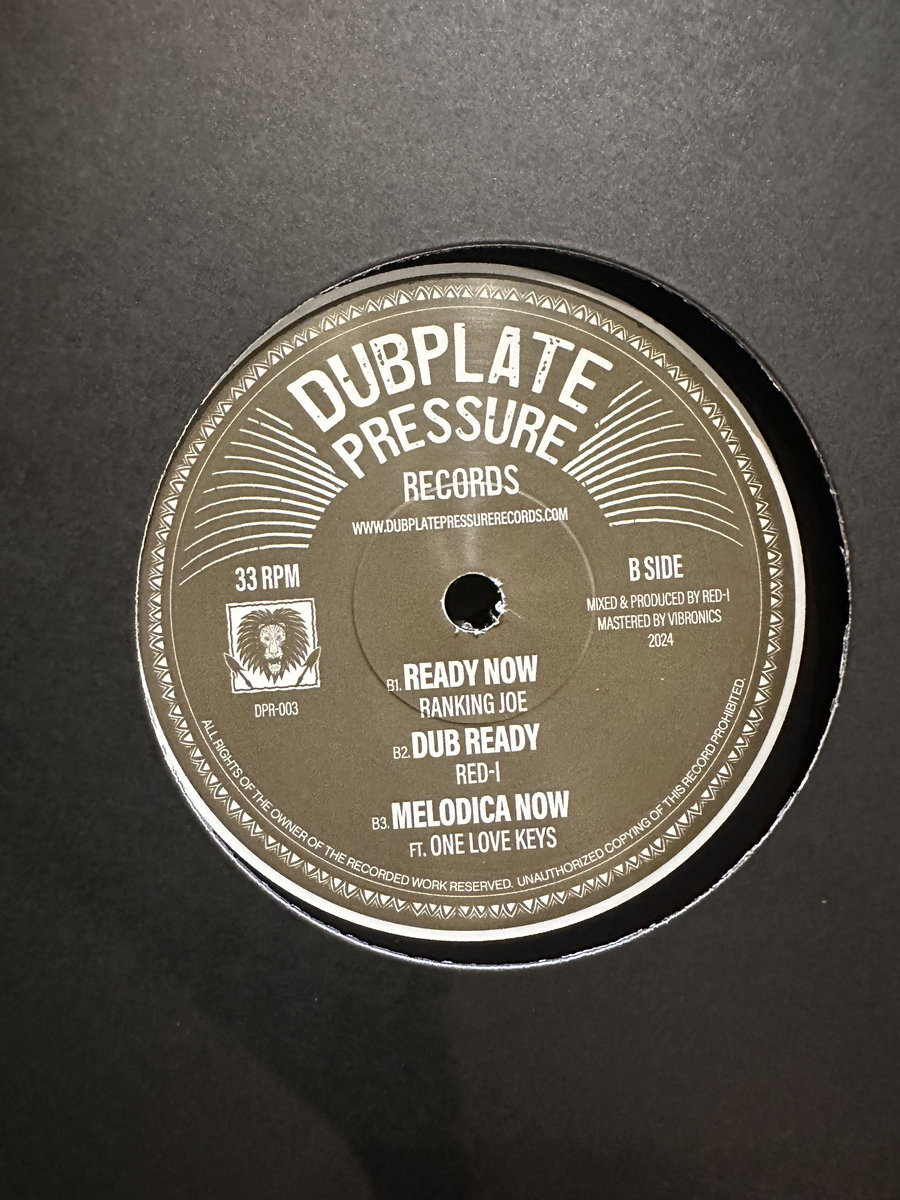 DUBPLATE
PRESSURE
RECORDS
WWW.DUBPLATEPRESSURERECORDS.COM
33 RPM
DPR-003
B SIDE
MIXED & PRODUCED BY RED-I
MASTERED BY VIBRONICS
2024
B1. READY NOW
RANKING JOE
B2. DUB READY
RED-I
B3. MELODICA NOW
FT. ONE LOVE KEYS
ALL RIGHTS OF THE OWNER OF THE RECORDED WORK RESERVED. UNAUTHORIZED COPYING OF THIS RECORD PROHIBITED.